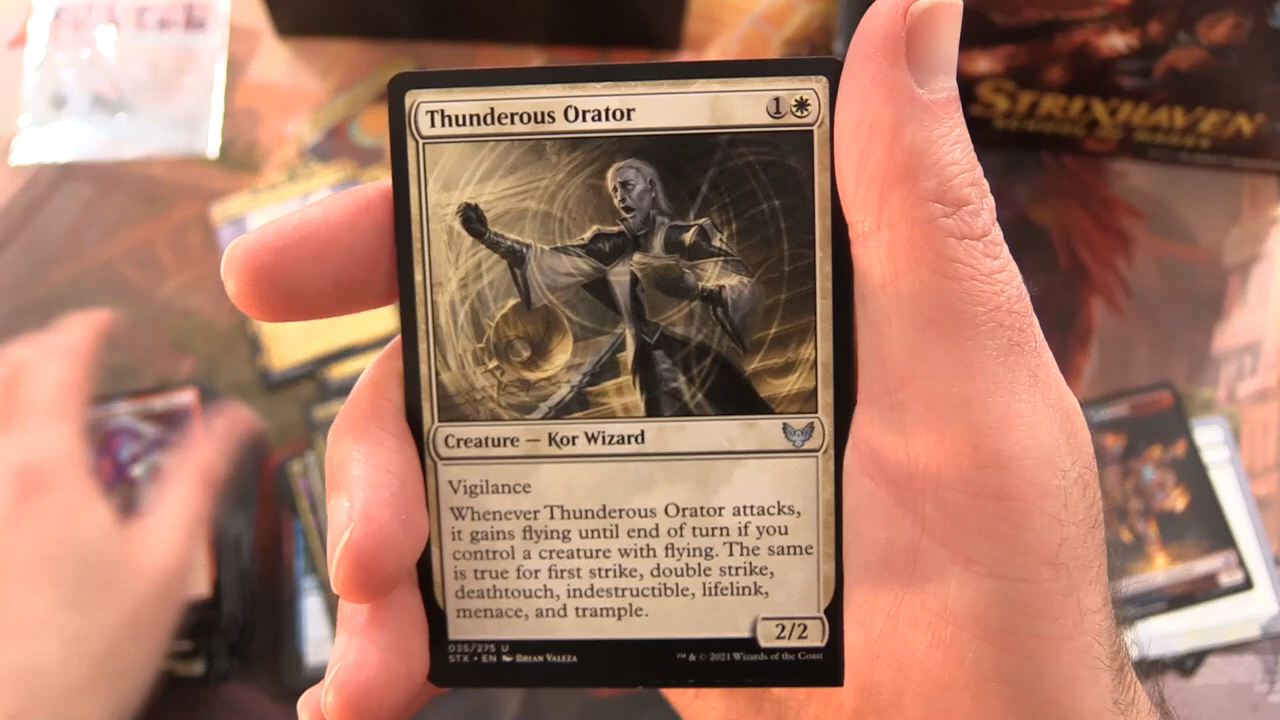 Thunderous Orator 1
STRIXHAVEN
Creature — Kor Wizard
Vigilance
Whenever Thunderous Orator attacks,
it gains flying until end of turn if you
control a creature with flying. The same
is true for first strike, double strike,
deathtouch, indestructible, lifelink,
menace, and trample.
2/2
035/275 U
STX • EN BRIAN VALEZA
™ & © 2021 Wizards of the Coast